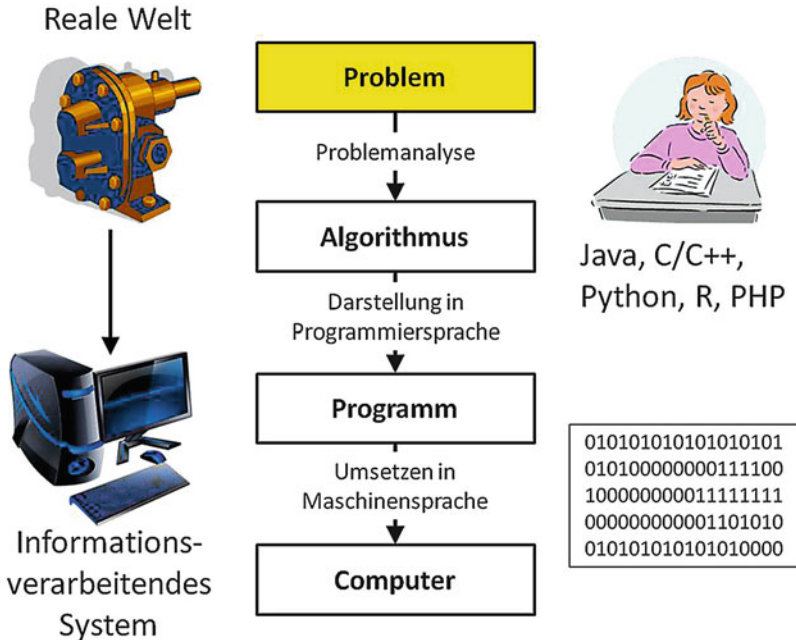 Reale Welt
Problem
Problemanalyse
Algorithmus
Java, C/C++,
Python, R, PHP
Darstellung in
Programmiersprache
Programm
Umsetzen in
Maschinensprache
010101010101010101
010100000000111100
100000000011111111
000000000001101010
010101010101010000
Informations-
verarbeitendes
System
Computer